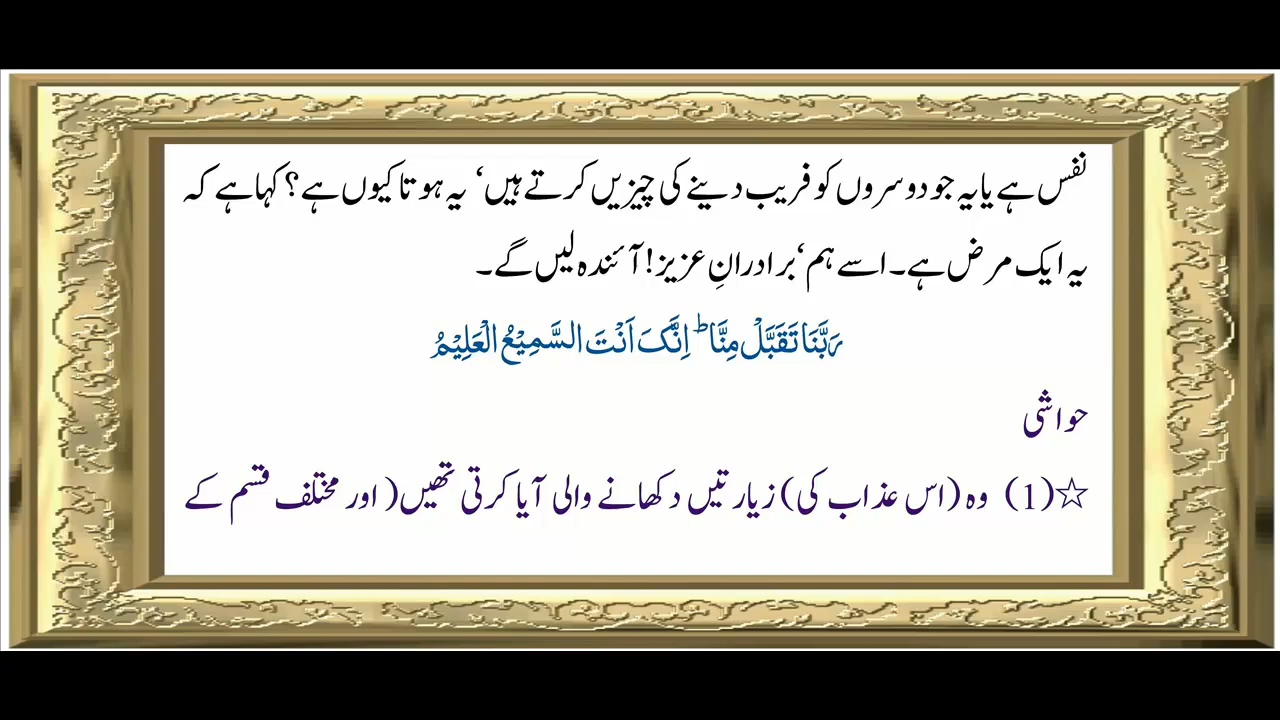 نفس ہے یا یہ جو دوسروں کو فریب دینے کی چیزیں کرتے ہیں‘ یہ ہوتا کیوں ہے؟ کہا ہے کہ
یہ ایک مرض ہے۔ اسے ہم‘ برادرانِ عزیز! آئندہ لیں گے۔
رَبَّنَا تَقَبَّلْ مِنَّا ؕ اِنَّکَ اَنْتَ السَّمِیْعُ الْعَلِیْمُ
حواشی
☆(1) وہ (اس عذاب کی) زیارتیں دکھانے والی آیا کرتی تھیں( اور مختلف قسم کے